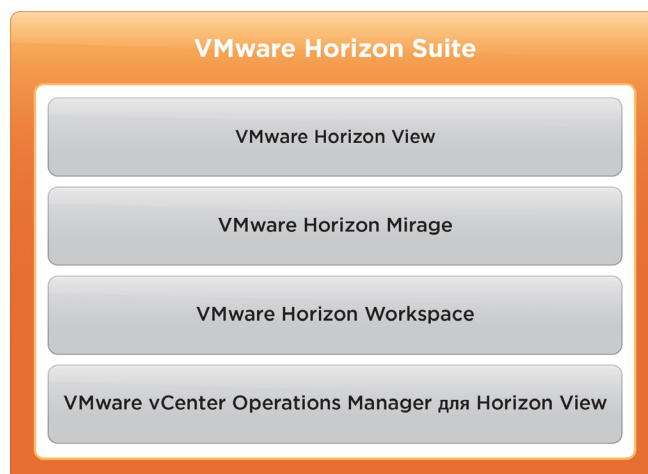 VMware Horizon Suite
VMware Horizon View
VMware Horizon Mirage
VMware Horizon Workspace
VMware vCenter Operations Manager для Horizon View